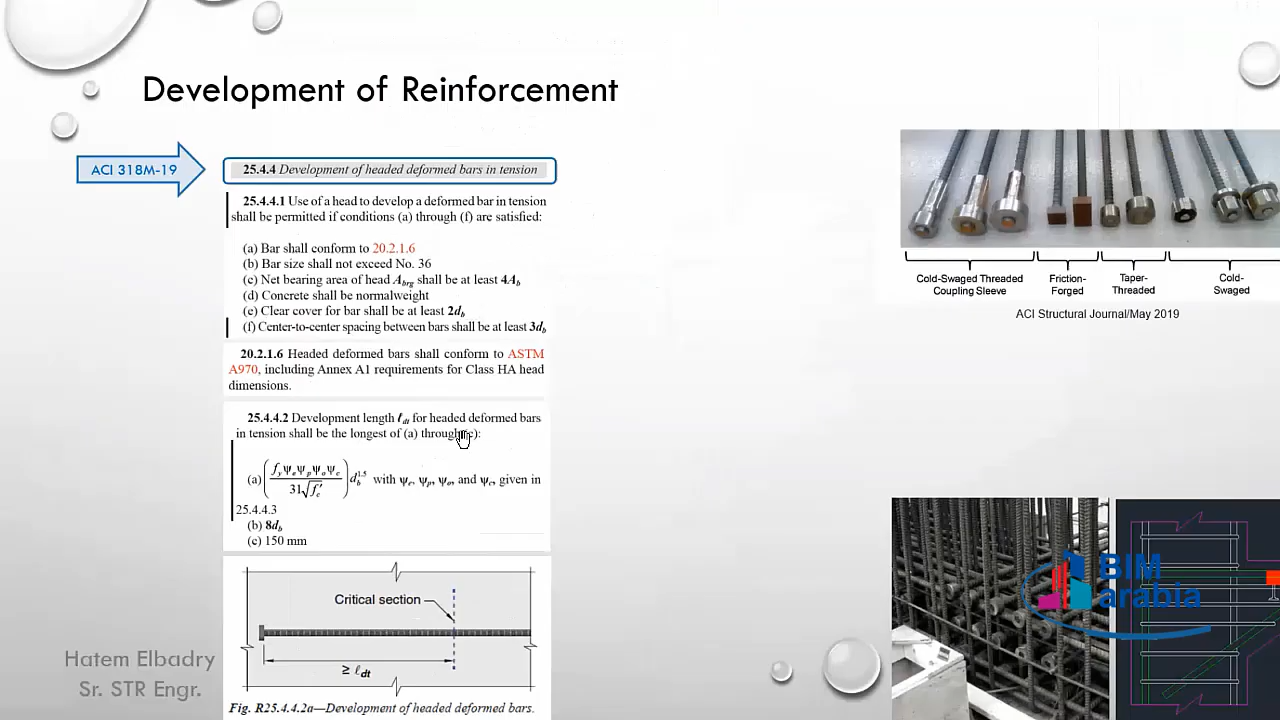 Development of Reinforcement
ACI 318M-19
25.4.4 Development of headed deformed bars in tension
25.4.4.1 Use of a head to develop a deformed bar in tension
shall be permitted if conditions (a) through (f) are satisfied:
(a) Bar shall conform to 20.2.1.6
(b) Bar size shall not exceed No. 36
(c) Net bearing area of head Abrg shall be at least 4Ab
(d) Concrete shall be normalweight
(e) Clear cover for bar shall be at least 2db
(f) Center-to-center spacing between bars shall be at least 3db
20.2.1.6 Headed deformed bars shall conform to ASTM
A970, including Annex A1 requirements for Class HA head
dimensions.
25.4.4.2 Development length ℓdt for headed deformed bars
in tension shall be the longest of (a) through (c):
(a) (fyψeψpψoψc / 31√f′c) db^1.5 with ψe, ψp, ψo, and ψc, given in
25.4.4.3
(b) 8db
(c) 150 mm
Critical section
≥ ℓdt
Fig. R25.4.4.2a—Development of headed deformed bars.
Cold-Swaged Threaded
Coupling Sleeve
Friction-
Forged
Taper-
Threaded
Cold-
Swaged
ACI Structural Journal/May 2019
BIM
arabia
Hatem Elbadry
Sr. STR Engr.